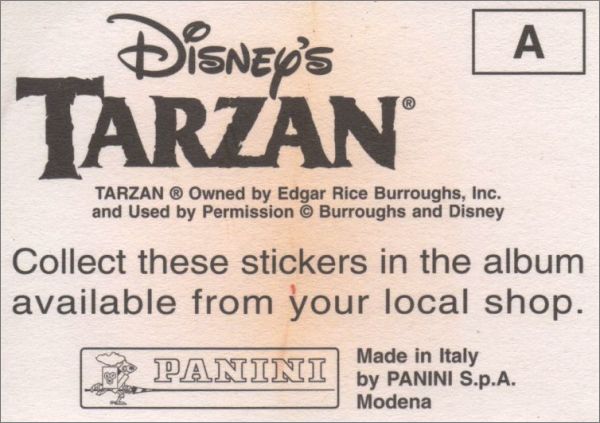 A
DISNEY'S
TARZAN®
TARZAN ® Owned by Edgar Rice Burroughs, Inc.
and Used by Permission © Burroughs and Disney
Collect these stickers in the album
available from your local shop.
PANINI
Made in Italy
by PANINI S.p.A.
Modena